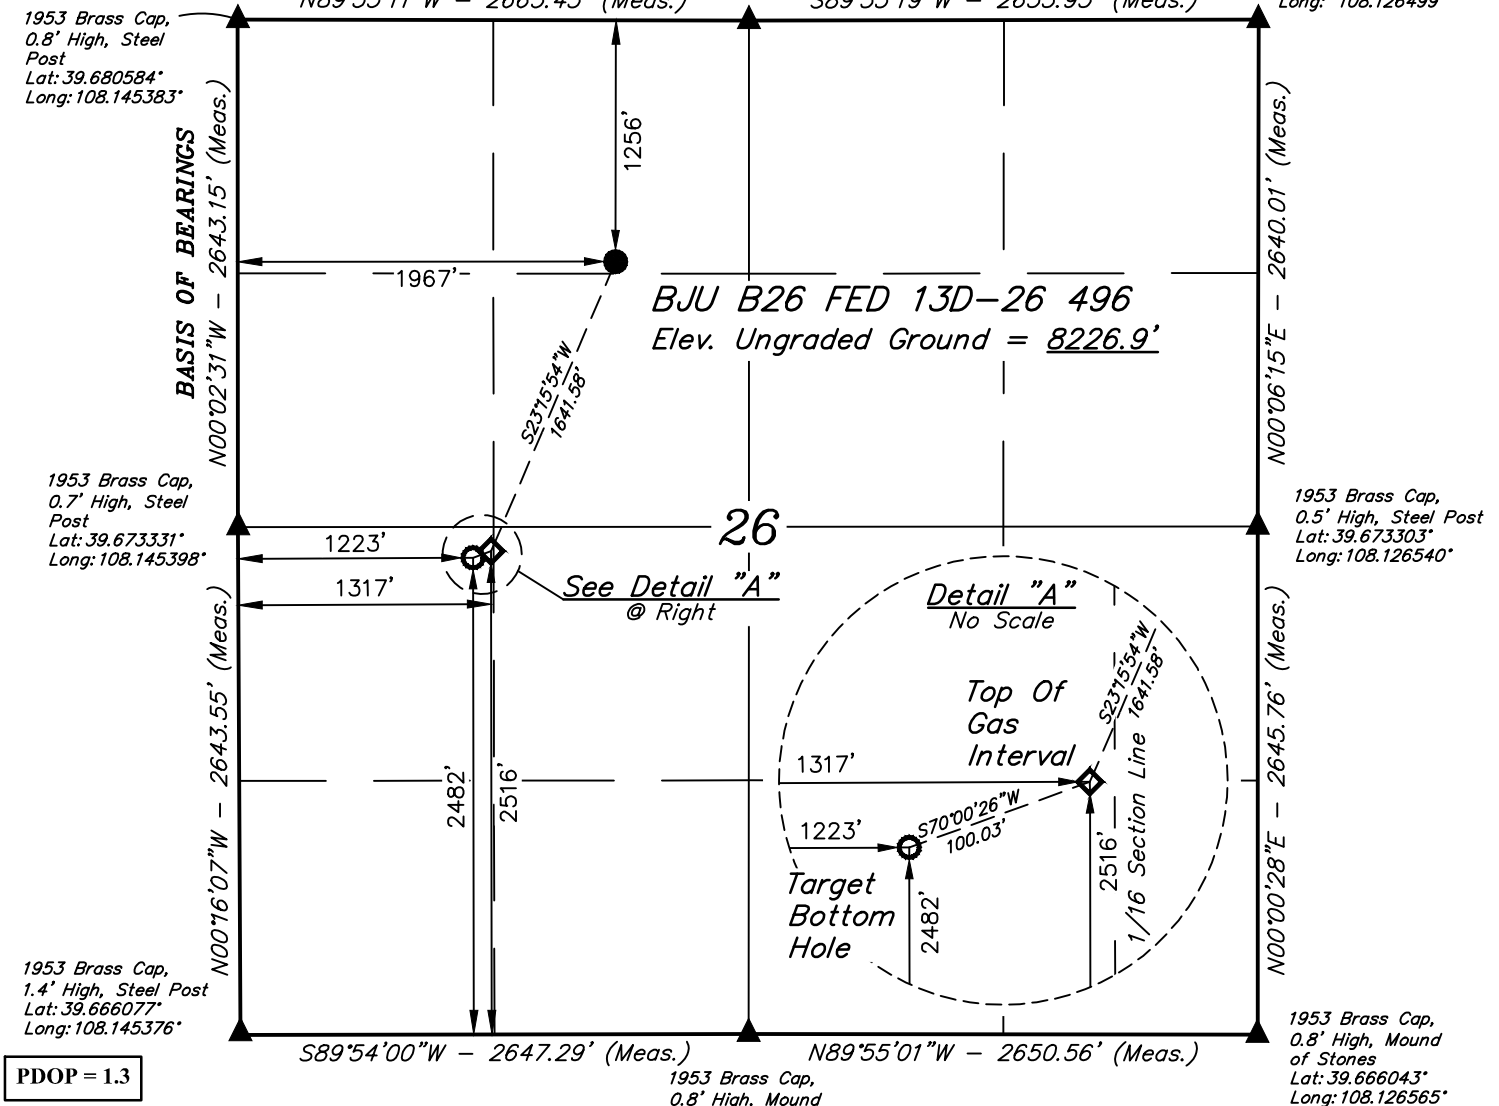 1953 Brass Cap,
0.8' High, Steel
Post
Lat: 39.680584°
Long: 108.145383°
(Meas.)
(Meas.)
BASIS OF BEARINGS
N00°02'31"W – 2643.15' (Meas.)
1256'
1967'
BJU B26 FED 13D–26 496
Elev. Ungraded Ground = 8226.9'
S23°15'54"W
1641.58'
N00°06'15"E – 2640.01' (Meas.)
1953 Brass Cap,
0.7' High, Steel
Post
Lat: 39.673331°
Long: 108.145398°
26
1953 Brass Cap,
0.5' High, Steel Post
Lat: 39.673303°
Long: 108.126540°
1223'
1317'
See Detail "A"
@ Right
2482'
2516'
N00°16'07"W – 2643.55' (Meas.)
Detail "A"
No Scale
S23°15'54"W
1641.58'
Top Of
Gas
Interval
1317'
S70°00'26"W
100.03'
1223'
Target
Bottom
Hole
2482'
2516'
1/16 Section Line
N00°00'28"E – 2645.76' (Meas.)
1953 Brass Cap,
1.4' High, Steel Post
Lat: 39.666077°
Long: 108.145376°
S89°54'00"W – 2647.29' (Meas.)
N89°55'01"W – 2650.56' (Meas.)
1953 Brass Cap,
0.8' High, Mound
of Stones
Lat: 39.666043°
Long: 108.126565°
PDOP = 1.3
1953 Brass Cap,
0.8' High, Mound